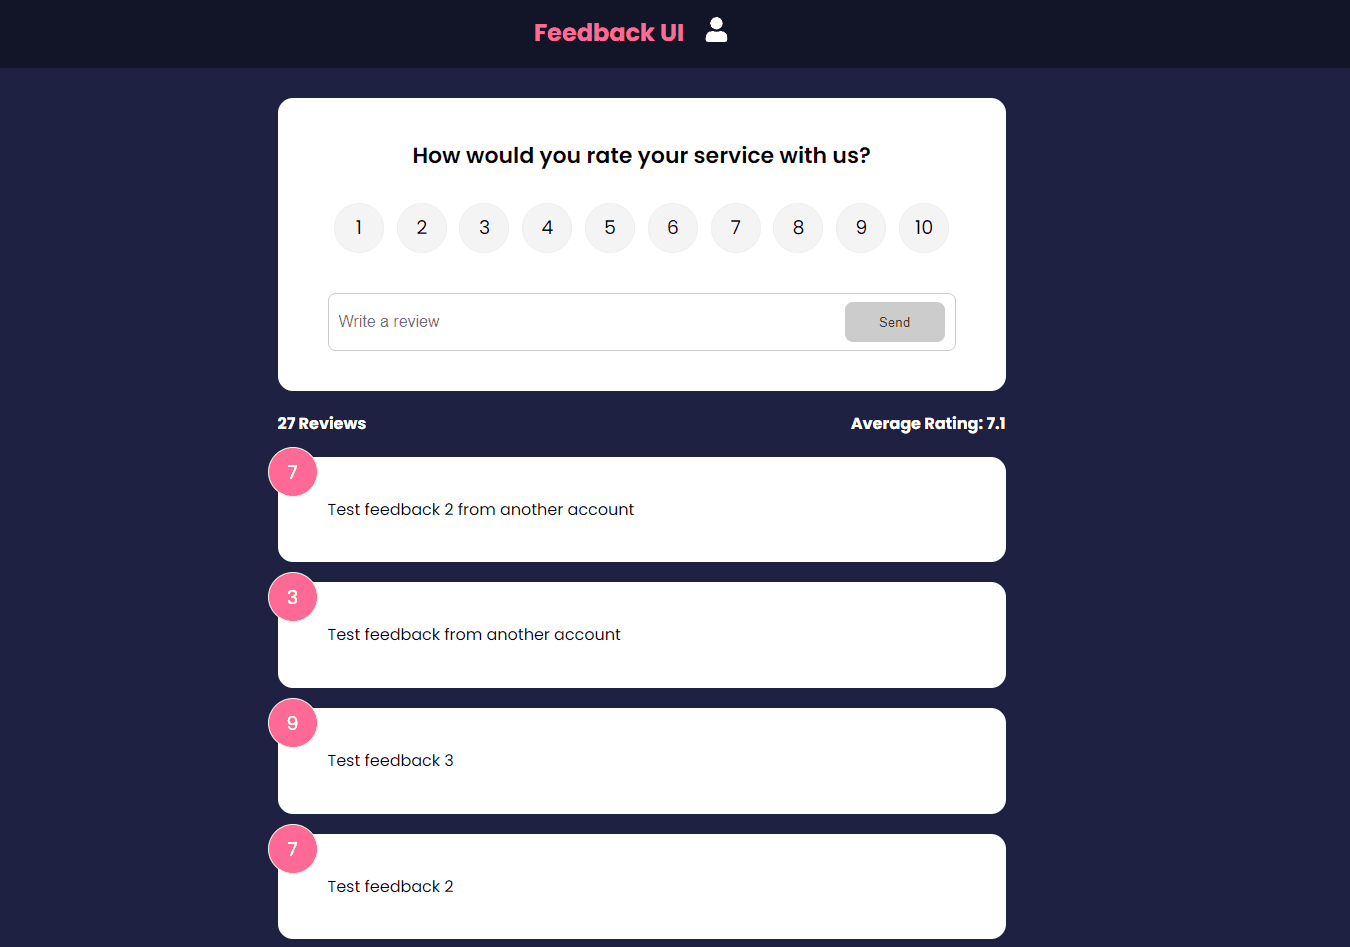 Feedback UI
How would you rate your service with us?
1 2 3 4 5 6 7 8 9 10
Write a review Send
27 Reviews Average Rating: 7.1
7
Test feedback 2 from another account
3
Test feedback from another account
9
Test feedback 3
7
Test feedback 2